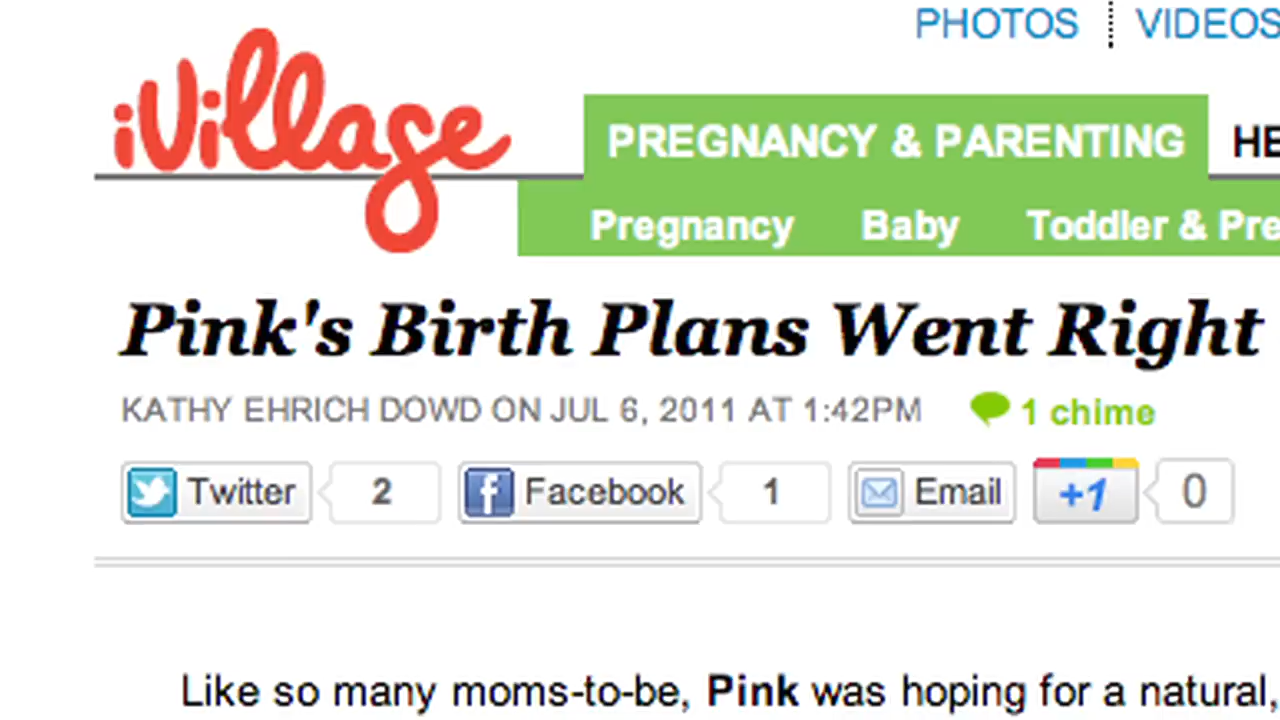 PHOTOS VIDEOS
iVillage
PREGNANCY & PARENTING
Pregnancy Baby Toddler &
Pink's Birth Plans Went Right
KATHY EHRICH DOWD ON JUL 6, 2011 AT 1:42PM 1 chime
Twitter 2 Facebook 1 Email +1 0
Like so many moms-to-be, Pink was hoping for a natural,